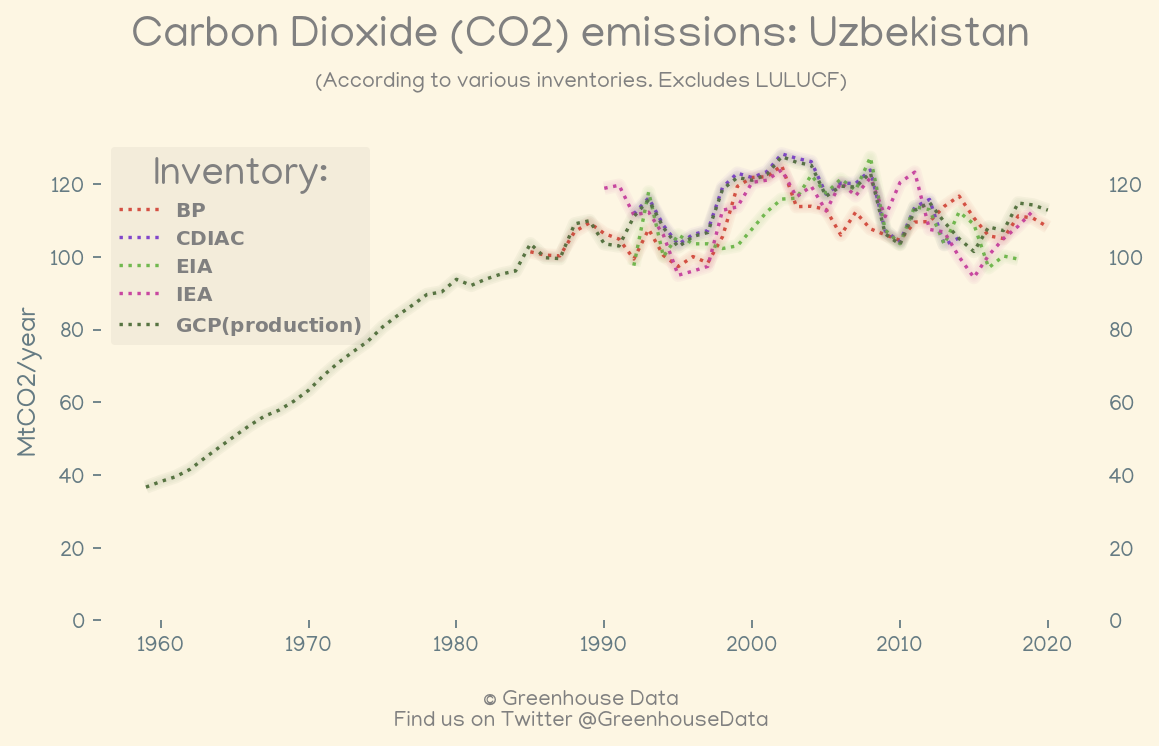 Carbon Dioxide (CO2) emissions: Uzbekistan
(According to various inventories. Excludes LULUCF)
Inventory:
BP
CDIAC
EIA
IEA
GCP(production)
MtCO2/year
120
100
80
60
40
20
0
120
100
80
60
40
20
0
1960 1970 1980 1990 2000 2010 2020
© Greenhouse Data
Find us on Twitter @GreenhouseData